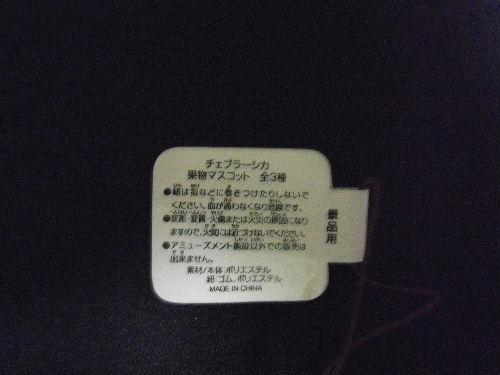 チェブラーシカ
果物マスコット 全3種
●紐は指などに巻きつけたりしないで
ください。血が通わなくなり危険です。
●変形・変質・火傷または火災の原因になり
ますので、火気には近づけないでください。
●アミューズメント施設以外での販売は
出来ません。
素材/本体:ポリエステル
紐:ゴム、ポリエステル
MADE IN CHINA
景品用